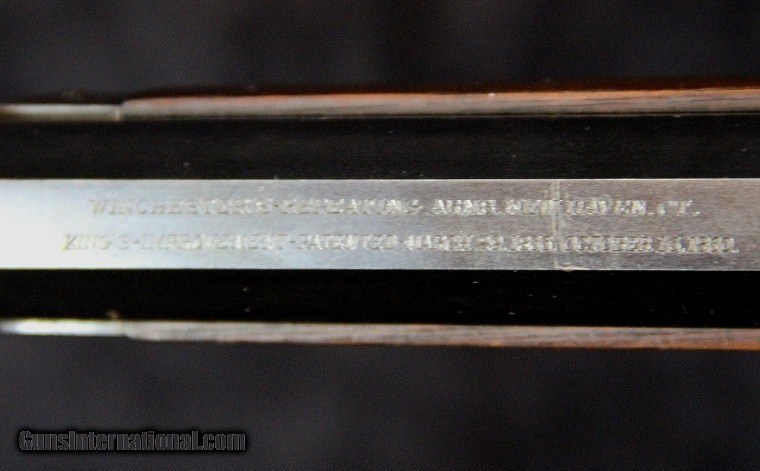 WINCHESTER'S-REPEATING ARMS.NEW HAVEN.CT.
KING'S-IMPROVEMENT-PATENTED
GunsInternational.com